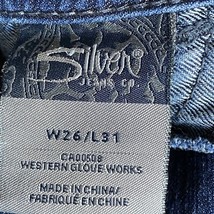 Silver
JEANS CO.
W26/L31
CA00508
WESTERN GLOVE WORKS
MADE IN CHINA/
FABRIQUÉ EN CHINE